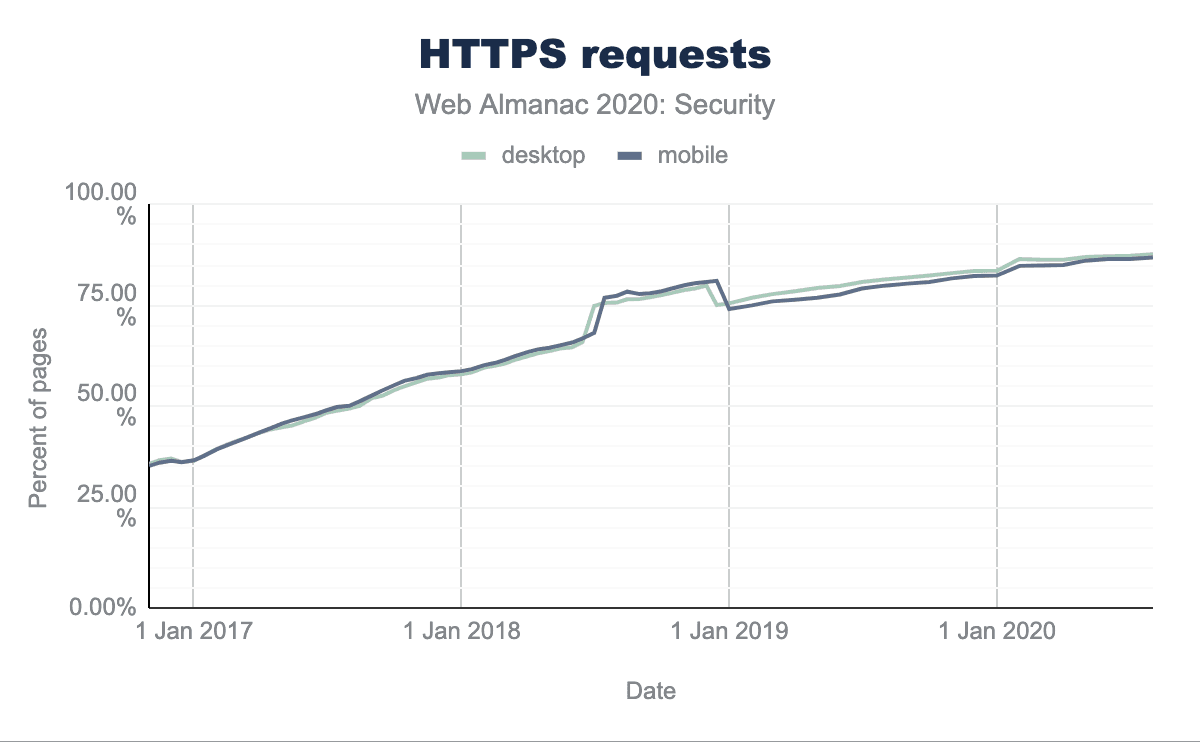 HTTPS requests
Web Almanac 2020: Security
desktop mobile
100.00
%
75.00
%
50.00
%
25.00
%
0.00%
Percent of pages
1 Jan 2017 1 Jan 2018 1 Jan 2019 1 Jan 2020
Date